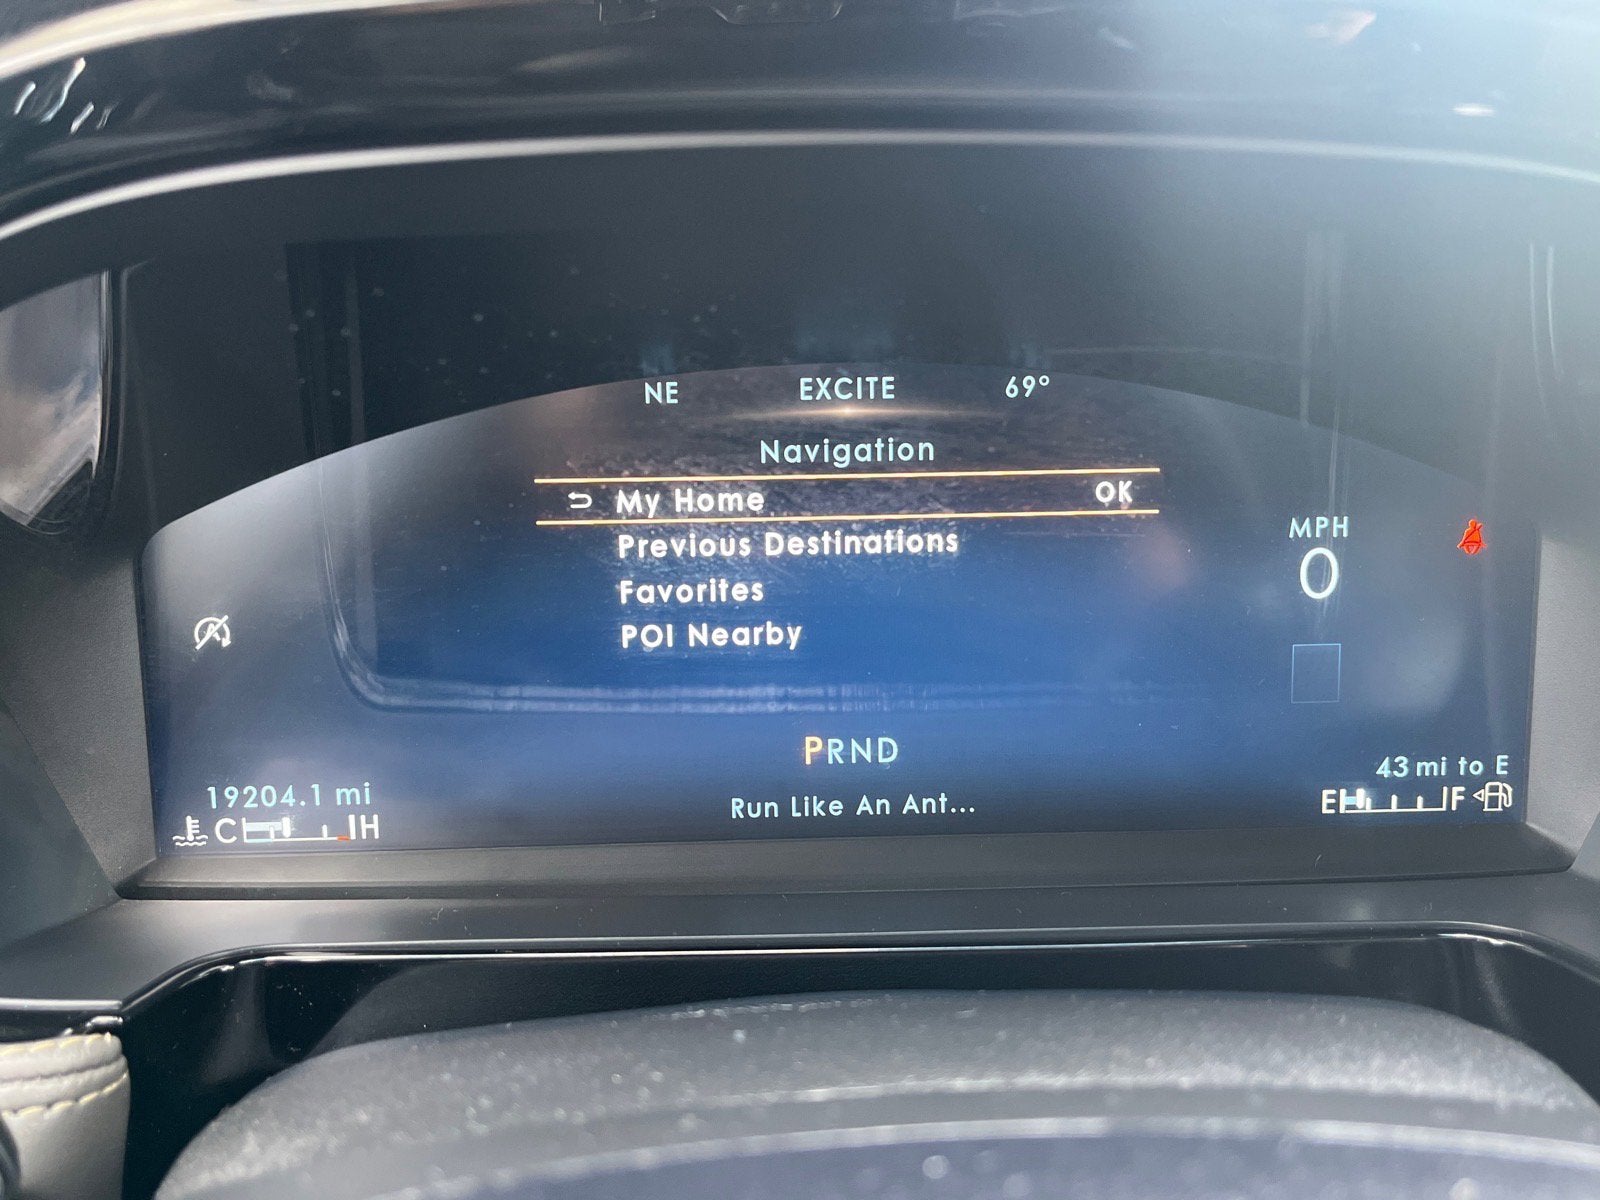 NE EXCITE 69°
Navigation
My Home OK
Previous Destinations
Favorites
POI Nearby
MPH
0
PRND
43 mi to E
19204.1 mi
Run Like An Ant...
E F
C H